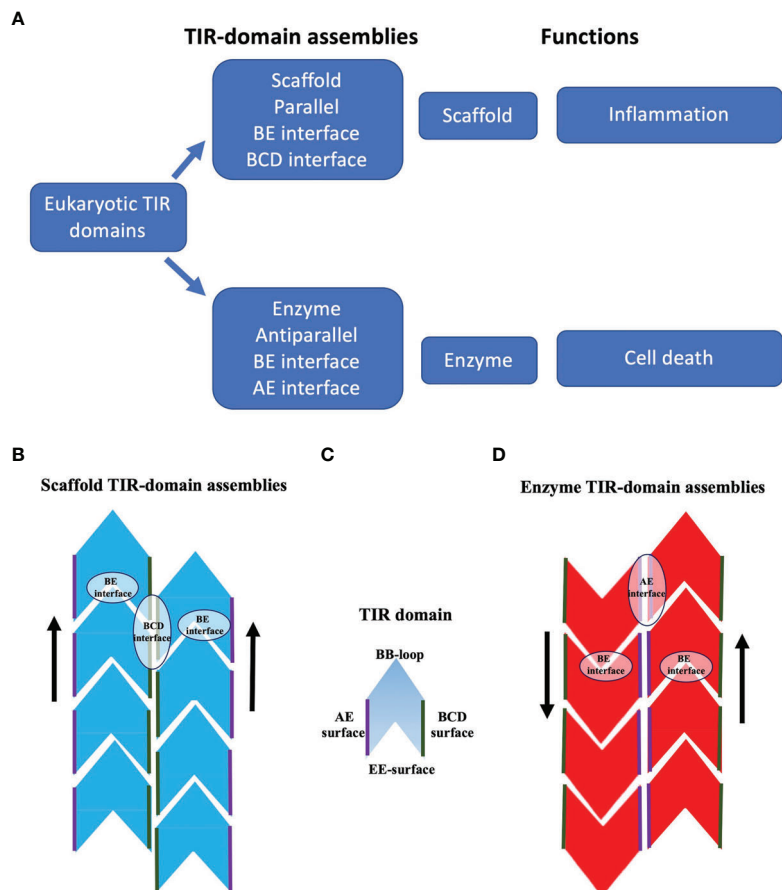 A
TIR-domain assemblies
Functions
Scaffold
Parallel
BE interface
BCD interface
Scaffold
Inflammation
Eukaryotic TIR
domains
Enzyme
Antiparallel
BE interface
AE interface
Enzyme
Cell death
B
Scaffold TIR-domain assemblies
BE
interface
BCD
interface
BE
interface
C
TIR domain
BB-loop
AE
surface
BCD
surface
EE-surface
D
Enzyme TIR-domain assemblies
AE
interface
BE
interface
BE
interface